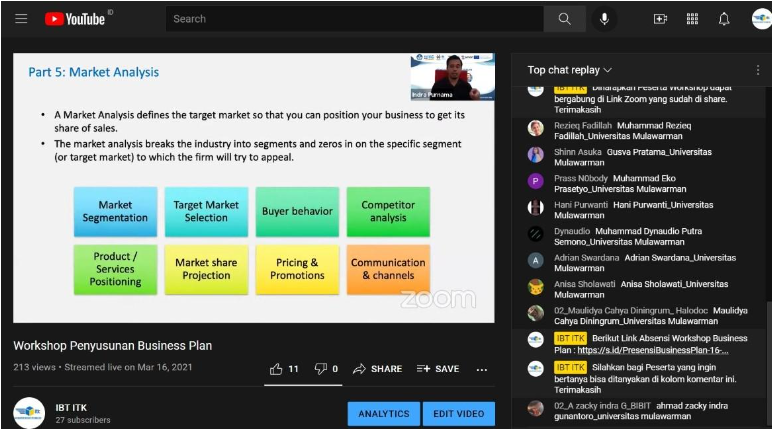 YouTube ID
Search
Part 5: Market Analysis
Indra Purnama
• A Market Analysis defines the target market so that you can position your business to get its
share of sales.
• The market analysis breaks the industry into segments and zeros in on the specific segment
(or target market) to which the firm will try to appeal.
Market
Segmentation
Target Market
Selection
Buyer behavior
Competitor
analysis
Product /
Services
Positioning
Market share
Projection
Pricing &
Promotions
Communication
& channels
zoom
Workshop Penyusunan Business Plan
213 views • Streamed live on Mar 16, 2021
11
0
SHARE
SAVE
IBT ITK
27 subscribers
ANALYTICS
EDIT VIDEO
Top chat replay
IBT ITK Diharapkan Peserta Workshop dapat
bergabung di Link Zoom yang sudah di share.
Terimakasih
Rezieq Fadillah Muhammad Rezieq
Fadillah_Universitas Mulawarman
Shinn Asuka Gusva Pratama_Universitas
Mulawarman
P
Prass N0body Muhammad Eko
Prasetyo_Universitas Mulawarman
Hani Purwanti Hani Purwanti_Universitas
Mulawarman
Dynaudio Muhammad Dynaudio Putra
Semono_Universitas Mulawarman
A
Adrian Swardana Adrian Swardana_Universitas
Mulawarman
Anisa Sholawati Anisa Sholawati_Universitas
Mulawarman
02_Maulidya Cahya Diningrum_ Halodoc Maulidya
Cahya Diningrum_Universitas Mulawarman
IBT ITK Berikut Link Absensi Workshop Business
Plan : https://s.id/PresensiBusinessPlan-16-...
IBT ITK Silahkan bagi Peserta yang ingin
bertanya bisa ditanyakan di kolom komentar ini.
Terimakasih
02_A zacky indra G_BIBIT ahmad zacky indra
gunantoro_universitas mulawarman